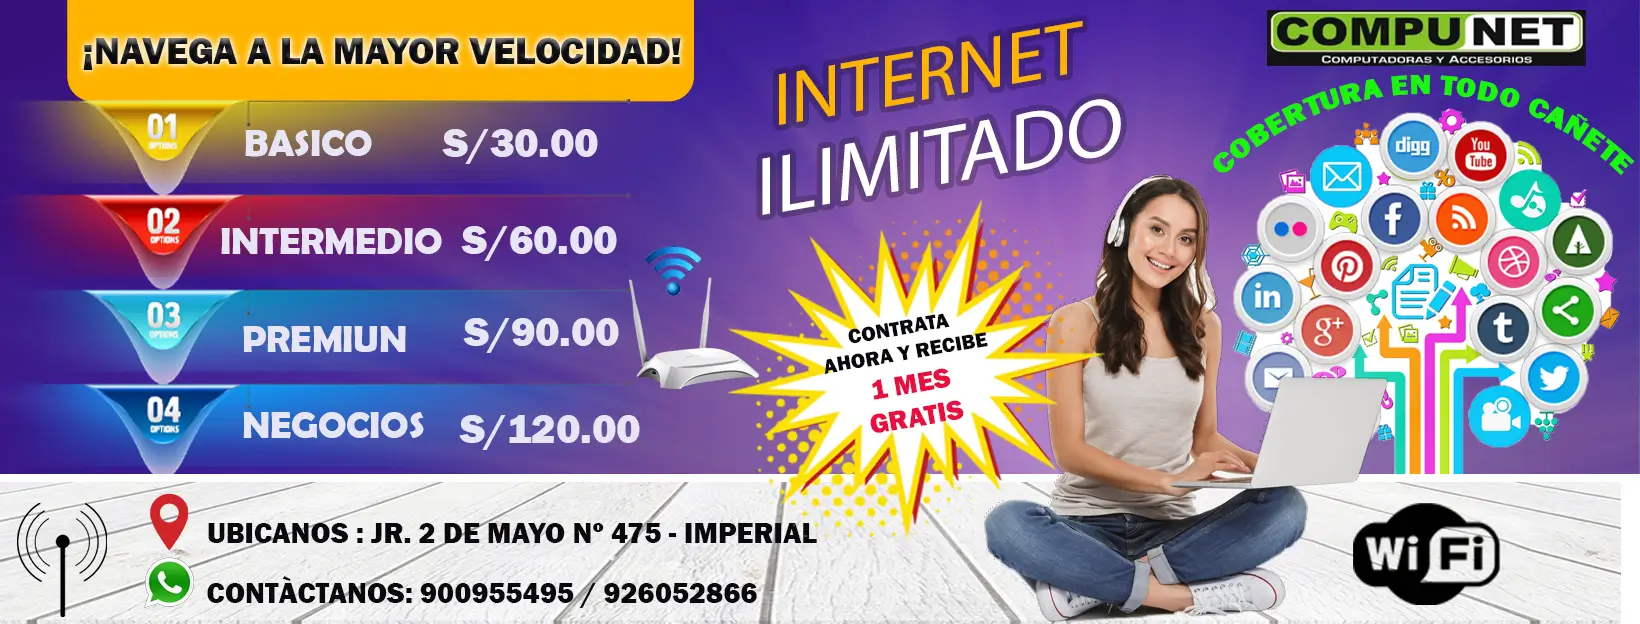 ¡NAVEGA A LA MAYOR VELOCIDAD!
01
OPTIONS
BASICO S/30.00
02
OPTIONS
INTERMEDIO S/60.00
03
OPTIONS
PREMIUN S/90.00
04
OPTIONS
NEGOCIOS S/120.00
INTERNET
ILIMITADO
CONTRATA
AHORA Y RECIBE
1 MES
GRATIS
COMPUNET
COMPUTADORAS Y ACCESORIOS
COBERTURA EN TODO CAÑETE
digg
You
Tube
f
in
g+
t
%
UBICANOS : JR. 2 DE MAYO Nº 475 - IMPERIAL
CONTÀCTANOS: 900955495 / 926052866
Wi Fi